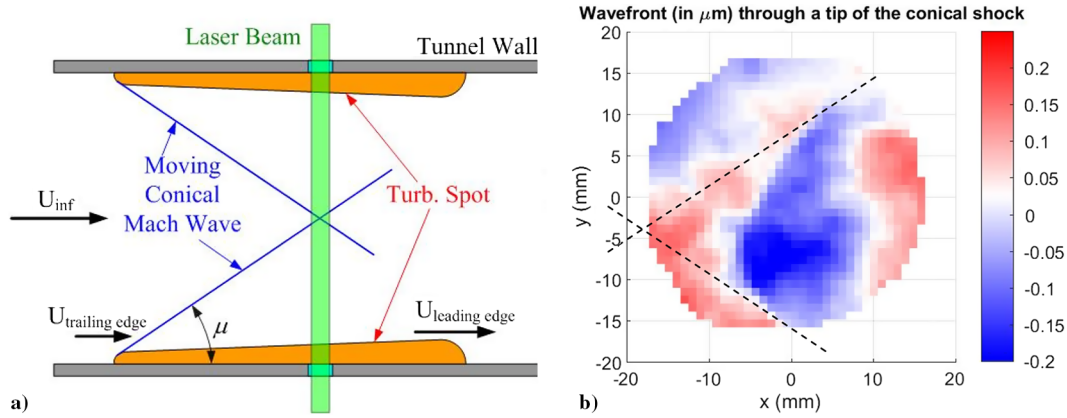 Laser Beam
Tunnel Wall
Moving
Conical
Mach Wave
Turb. Spot
U_inf
U_trailing edge
μ
U_leading edge
a)
Wavefront (in μm) through a tip of the conical shock
20
15
10
5
0
-5
-10
-15
-20
y (mm)
-20
-10
0
10
20
x (mm)
0.2
0.15
0.1
0.05
0
-0.05
-0.1
-0.15
-0.2
b)